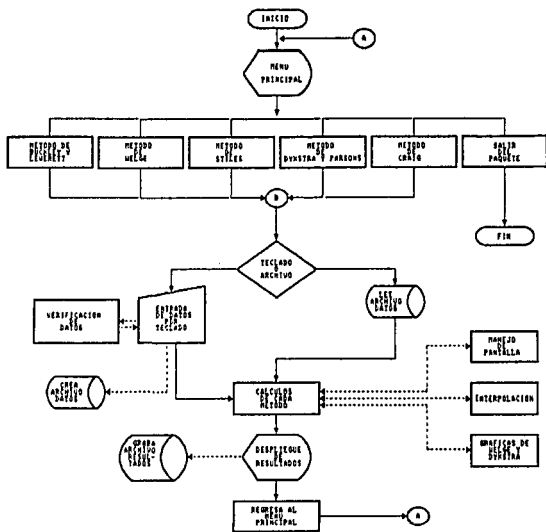 INICIO
A
MENU
PRINCIPAL
METODO DE
BUCKLEY Y
LEVERETT
METODO
DE
WELGE
METODO
DE
STILES
METODO
DE
DYKSTRA Y PARSONS
METODO
DE
CRAIG
SALIR
DEL
PAQUETE
B
FIN
TECLADO
O
ARCHIVO
VERIFICACION
DE
DATOS
ENTRADA
DE DATOS
POR
TECLADO
LEE
ARCHIVO
DATOS
MANEJO
DE
PANTALLA
CREA
ARCHIVO
DATOS
CALCULOS
DE CADA
METODO
INTERPOLACION
GRABA
ARCHIVO
RESUL-
TADOS
DESPLIEGUE
DE
RESULTADOS
GRAFICAS DE
WELGE Y
DYKSTRA
REGRESA AL
MENU
PRINCIPAL
A